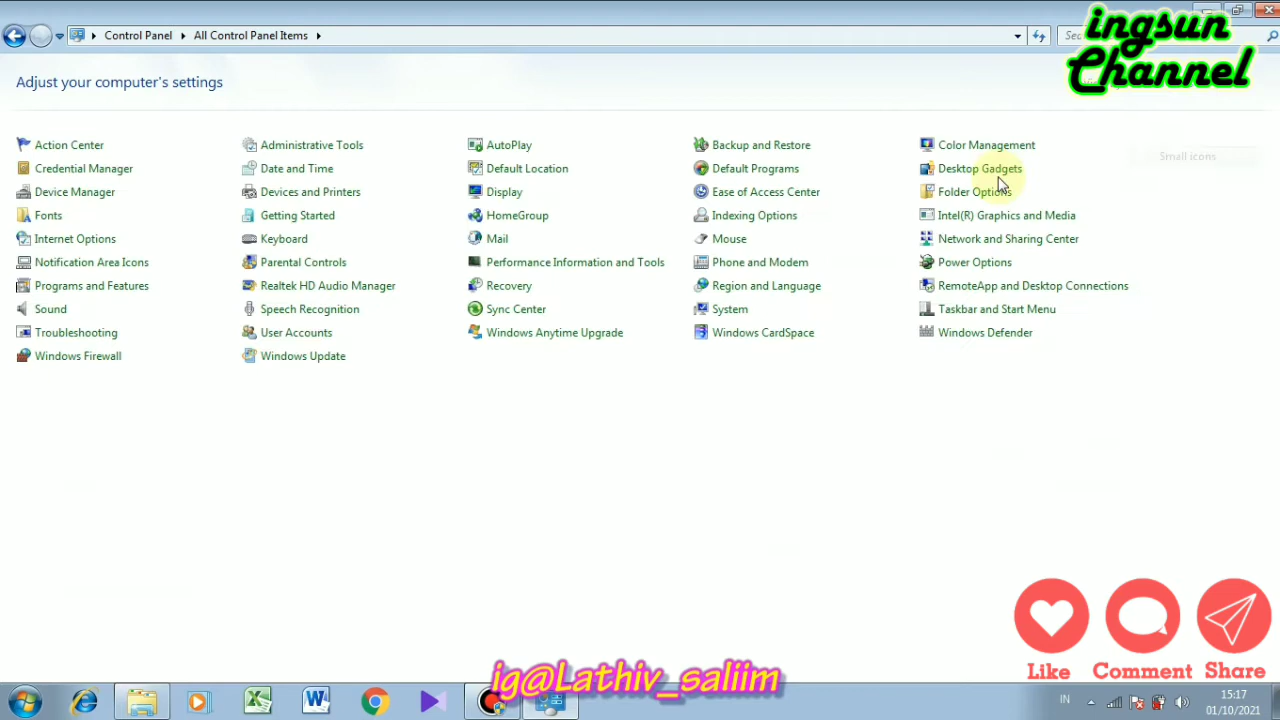 Control Panel
All Control Panel Items
ingsun
Channel
Adjust your computer's settings
Small icons
Action Center
Administrative Tools
AutoPlay
Backup and Restore
Color Management
Credential Manager
Date and Time
Default Location
Default Programs
Desktop Gadgets
Device Manager
Devices and Printers
Display
Ease of Access Center
Folder Options
Fonts
Getting Started
HomeGroup
Indexing Options
Intel(R) Graphics and Media
Internet Options
Keyboard
Mail
Mouse
Network and Sharing Center
Notification Area Icons
Parental Controls
Performance Information and Tools
Phone and Modem
Power Options
Programs and Features
Realtek HD Audio Manager
Recovery
Region and Language
RemoteApp and Desktop Connections
Sound
Speech Recognition
Sync Center
System
Taskbar and Start Menu
Troubleshooting
User Accounts
Windows Anytime Upgrade
Windows CardSpace
Windows Defender
Windows Firewall
Windows Update
Like
Comment
Share
ig@Lathiv_saliim
IN
15:17
01/10/2021